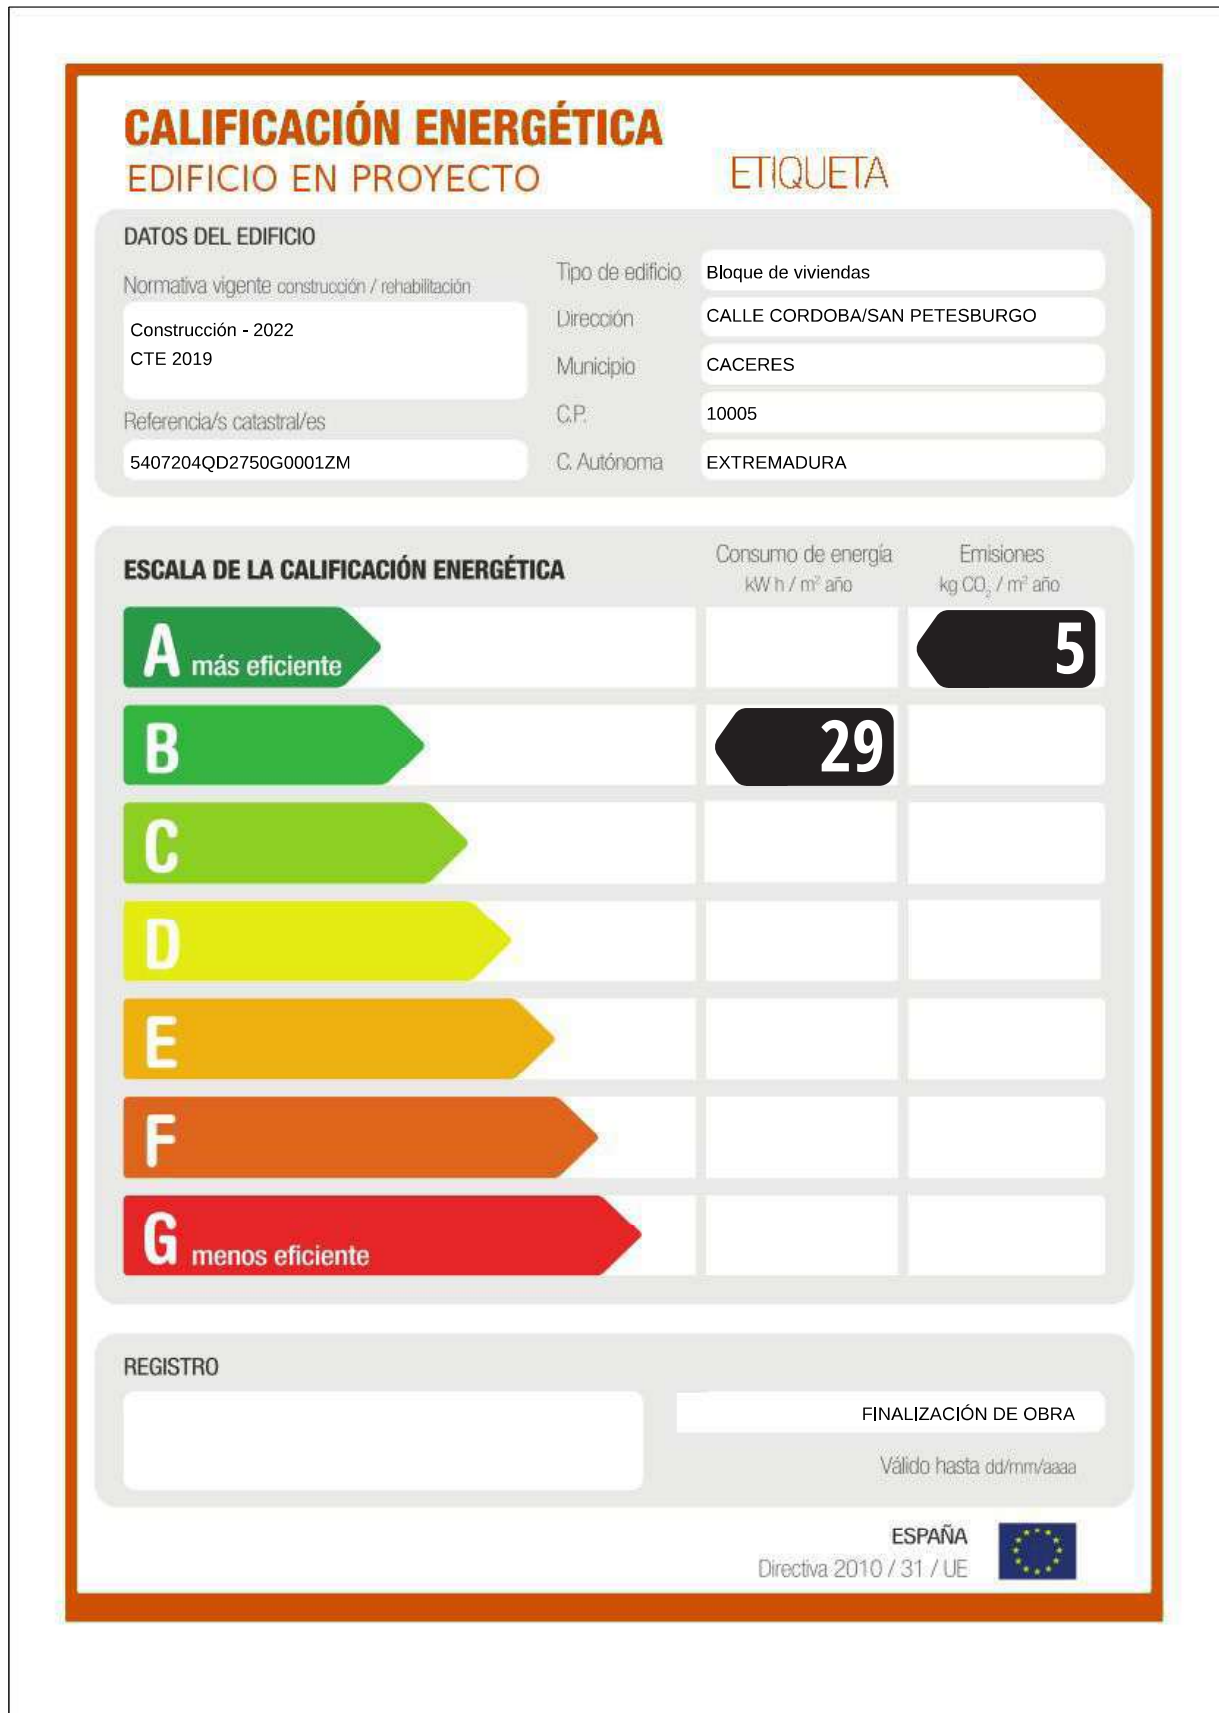 CALIFICACIÓN ENERGÉTICA
EDIFICIO EN PROYECTO
ETIQUETA
DATOS DEL EDIFICIO
Normativa vigente construcción / rehabilitación
Construcción - 2022
CTE 2019
Referencia/s catastral/es
5407204QD2750G0001ZM
Tipo de edificio Bloque de viviendas
Dirección CALLE CORDOBA/SAN PETESBURGO
Municipio CACERES
C.P. 10005
C. Autónoma EXTREMADURA
ESCALA DE LA CALIFICACIÓN ENERGÉTICA
Consumo de energía
kW h / m² año
Emisiones
kg CO₂ / m² año
A más eficiente 5
B 29
C
D
E
F
G menos eficiente
REGISTRO
FINALIZACIÓN DE OBRA
Válido hasta dd/mm/aaaa
ESPAÑA
Directiva 2010 / 31 / UE